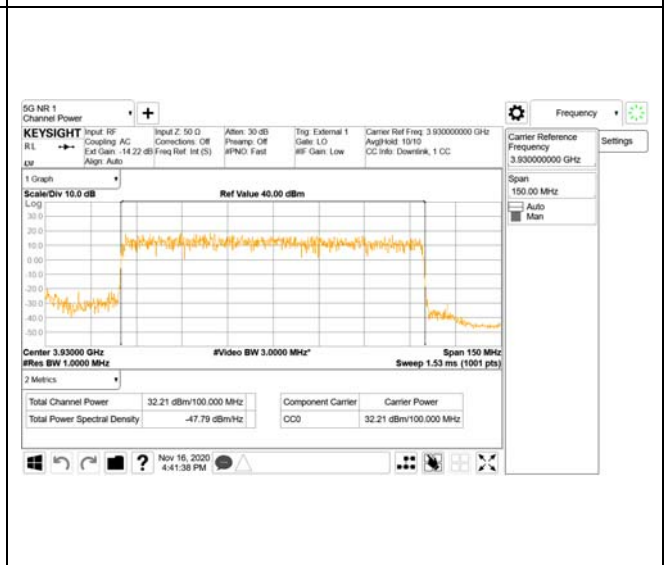 5G NR 1
Channel Power
+
Frequency
KEYSIGHT
RL
Input: RF
Coupling: AC
Ext Gain: -14.22 dB
Align: Auto
Input Z: 50 Ω
Corrections: Off
Freq Ref: Int (S)
Atten: 30 dB
Preamp: Off
#PNO: Fast
Trig: External 1
Gate: LO
#IF Gain: Low
Carrier Ref Freq: 3.930000000 GHz
Avg|Hold: 10/10
CC Info: Downlink, 1 CC
Carrier Reference
Frequency
3.930000000 GHz
Settings
Span
150.00 MHz
Auto
Man
1 Graph
Scale/Div 10.0 dB
Ref Value 40.00 dBm
Log
30.0
20.0
10.0
0.00
-10.0
-20.0
-30.0
-40.0
-50.0
Center 3.93000 GHz
#Video BW 3.0000 MHz*
Span 150 MHz
#Res BW 1.0000 MHz
Sweep 1.53 ms (1001 pts)
2 Metrics
Total Channel Power 32.21 dBm/100.000 MHz
Total Power Spectral Density -47.79 dBm/Hz
Component Carrier Carrier Power
CC0 32.21 dBm/100.000 MHz
?
Nov 16, 2020
4:41:38 PM